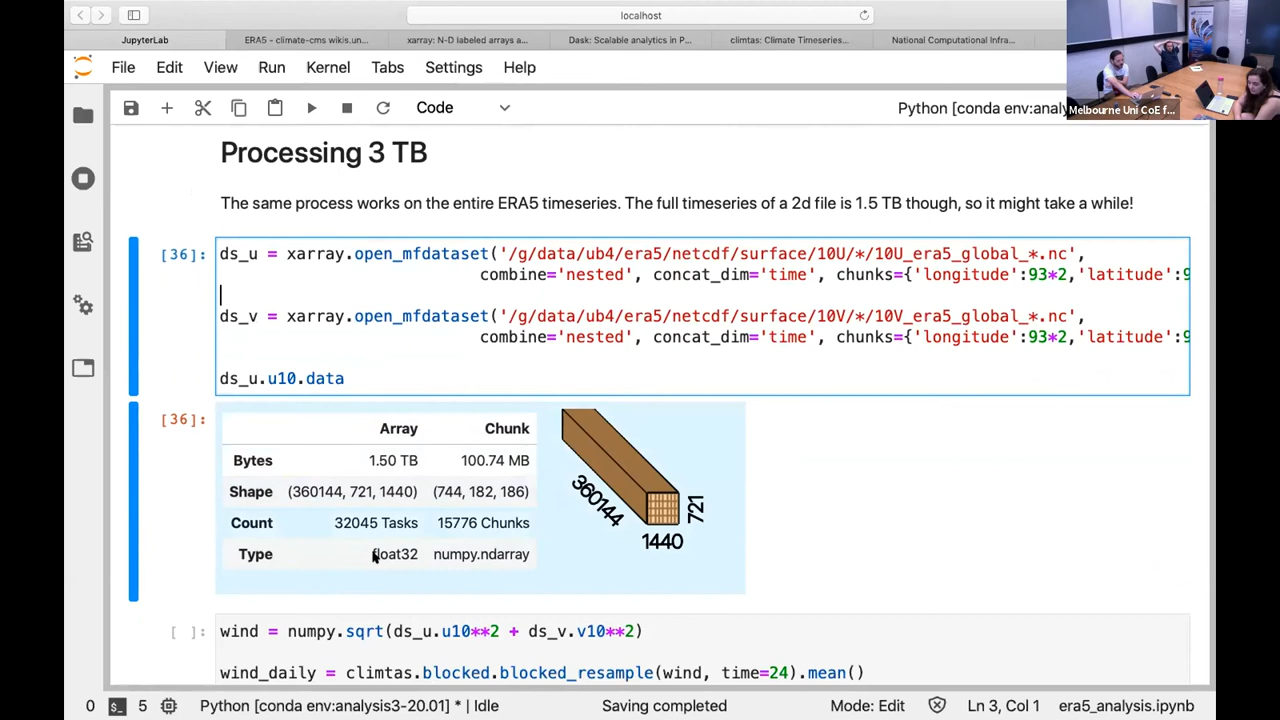 localhost
JupyterLab
ERA5 - climate-cms wikis.un...
xarray: N-D labeled arrays a...
Dask: Scalable analytics in P...
climtas: Climate Timeseries...
National Computational Infra...
File Edit View Run Kernel Tabs Settings Help
Code
Python [conda env:analysi
Melbourne Uni CoE f...
Processing 3 TB
The same process works on the entire ERA5 timeseries. The full timeseries of a 2d file is 1.5 TB though, so it might take a while!
[36]:
ds_u = xarray.open_mfdataset('/g/data/ub4/era5/netcdf/surface/10U/*/10U_era5_global_*.nc',
combine='nested', concat_dim='time', chunks={'longitude':93*2,'latitude':9
ds_v = xarray.open_mfdataset('/g/data/ub4/era5/netcdf/surface/10V/*/10V_era5_global_*.nc',
combine='nested', concat_dim='time', chunks={'longitude':93*2,'latitude':9
ds_u.u10.data
[36]:
Array Chunk
Bytes 1.50 TB 100.74 MB
Shape (360144, 721, 1440) (744, 182, 186)
Count 32045 Tasks 15776 Chunks
Type float32 numpy.ndarray
360144
721
1440
[ ]:
wind = numpy.sqrt(ds_u.u10**2 + ds_v.v10**2)
wind_daily = climtas.blocked.blocked_resample(wind, time=24).mean()
0 $_ 5 Python [conda env:analysis3-20.01] * | Idle Saving completed Mode: Edit Ln 3, Col 1 era5_analysis.ipynb